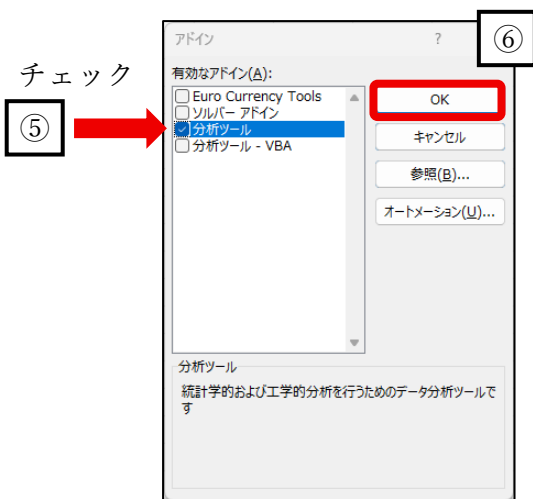 アドイン ?
⑥
チェック
⑤
有効なアドイン(A):
Euro Currency Tools
ソルバー アドイン
分析ツール
分析ツール - VBA
OK
キャンセル
参照(B)...
オートメーション(U)...
分析ツール
統計学的および工学的分析を行うためのデータ分析ツールで
す